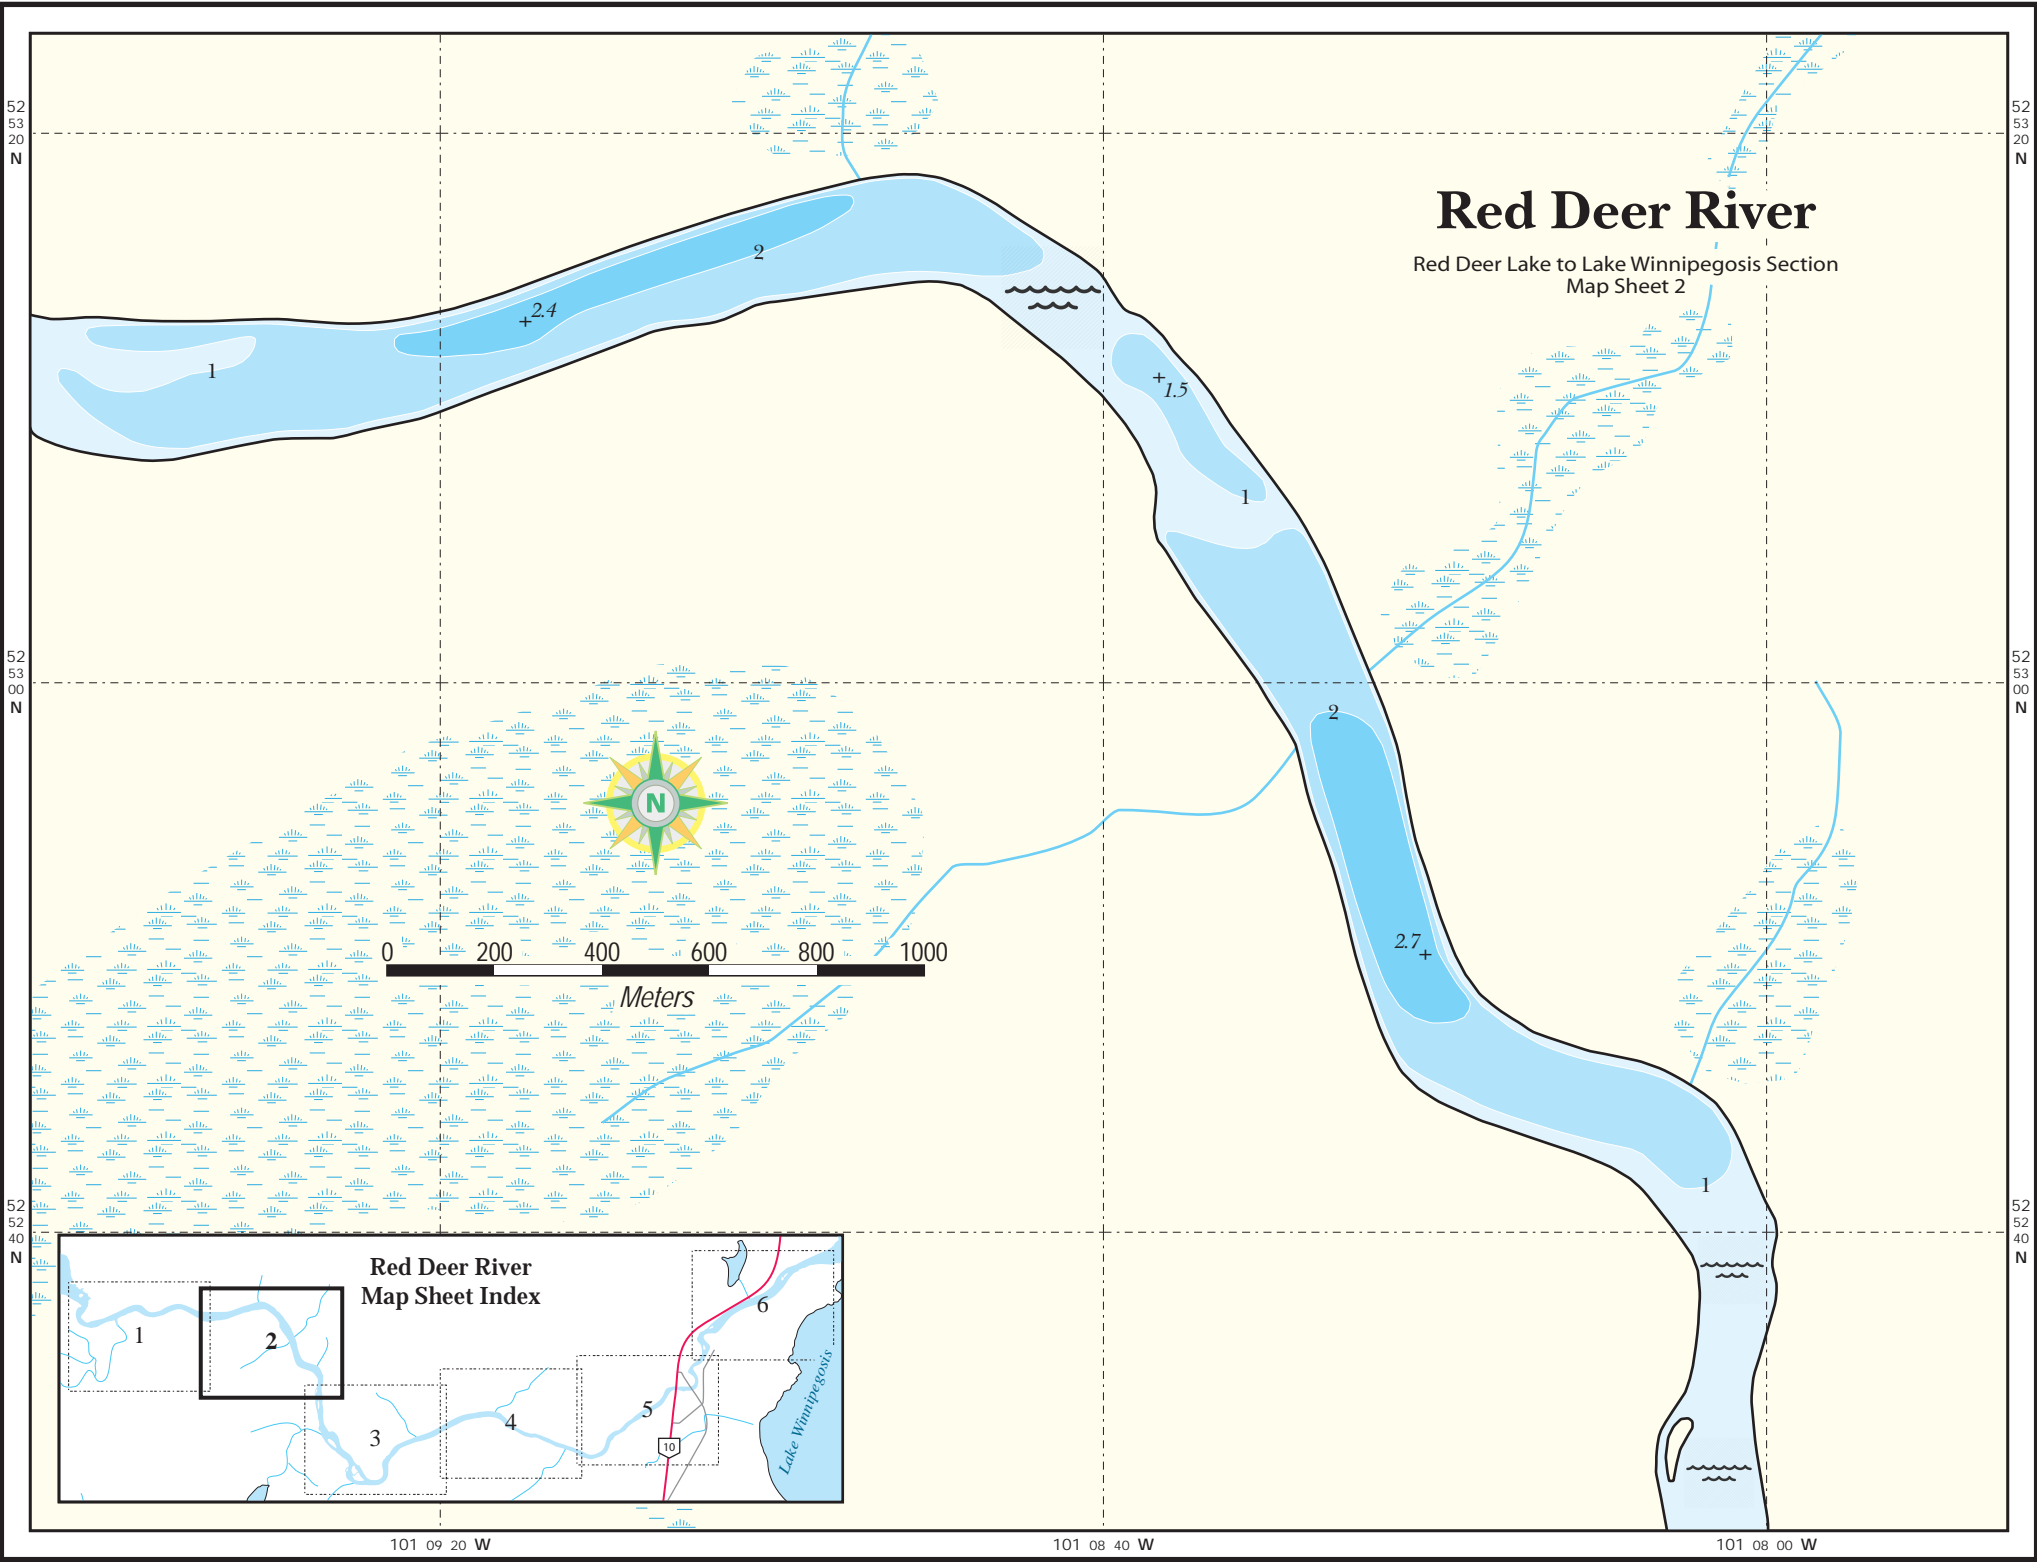 52
53
20
N
52
53
20
N
Red Deer River
Red Deer Lake to Lake Winnipegosis Section
Map Sheet 2
2
2.4
1
1.5
1
52
53
00
N
52
53
00
N
2
N
2.7
0 200 400 600 800 1000
Meters
1
52
52
40
N
52
52
40
N
Red Deer River
Map Sheet Index
1
2
3
4
5
6
10
Lake Winnipegosis
101 09 20 W
101 08 40 W
101 08 00 W